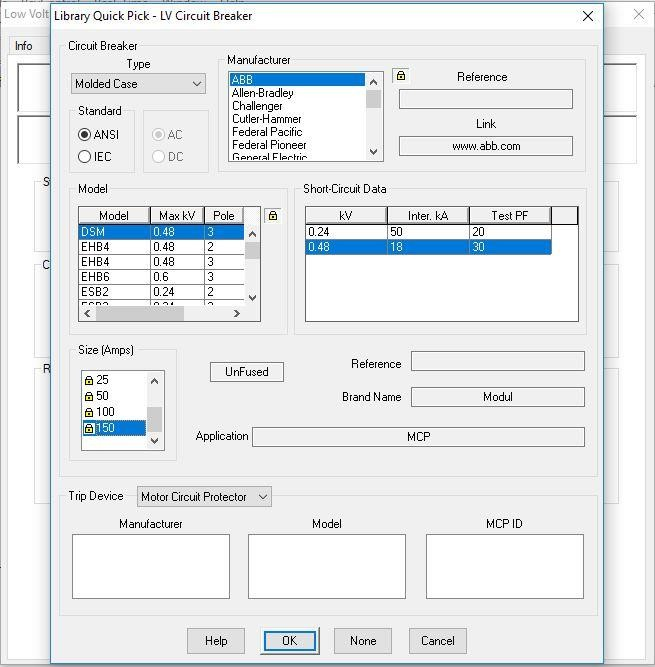 Low Volt
Library Quick Pick - LV Circuit Breaker
Info
Circuit Breaker
Type
Molded Case
Standard
ANSI
IEC
AC
DC
Manufacturer
ABB
Allen-Bradley
Challenger
Cutler-Hammer
Federal Pacific
Federal Pioneer
General Electric
Reference
Link
www.abb.com
Model
Model Max kV Pole
DSM 0.48 3
EHB4 0.48 2
EHB4 0.48 3
EHB6 0.6 3
ESB2 0.24 2
ESB2 0.24 3
Short-Circuit Data
kV Inter. kA Test PF
0.24 50 20
0.48 18 30
Size (Amps)
25
50
100
150
UnFused
Reference
Brand Name Modul
Application MCP
Trip Device Motor Circuit Protector
Manufacturer Model MCP ID
Help OK None Cancel